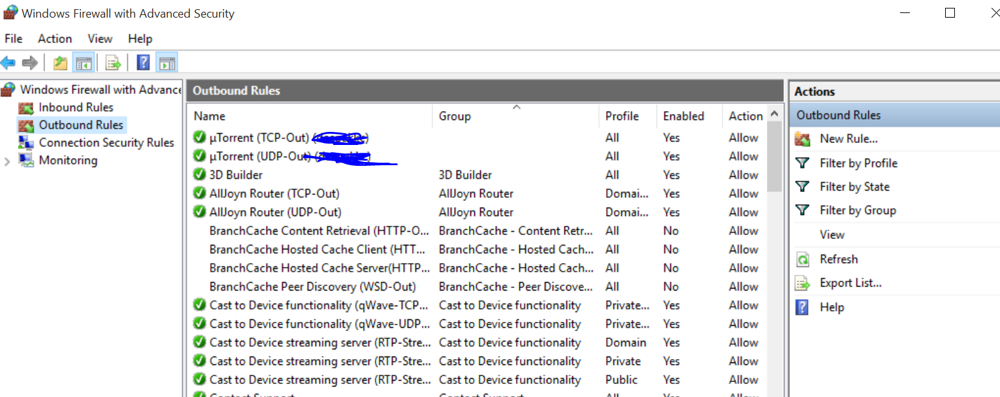 Windows Firewall with Advanced Security
File Action View Help
Windows Firewall with Advance
Inbound Rules
Outbound Rules
Connection Security Rules
Monitoring
Outbound Rules
Name Group Profile Enabled Action
µTorrent (TCP-Out) All Yes Allow
µTorrent (UDP-Out) All Yes Allow
3D Builder 3D Builder All Yes Allow
AllJoyn Router (TCP-Out) AllJoyn Router Domai... Yes Allow
AllJoyn Router (UDP-Out) AllJoyn Router Domai... Yes Allow
BranchCache Content Retrieval (HTTP-O... BranchCache - Content Retr... All No Allow
BranchCache Hosted Cache Client (HTT... BranchCache - Hosted Cach... All No Allow
BranchCache Hosted Cache Server(HTTP... BranchCache - Hosted Cach... All No Allow
BranchCache Peer Discovery (WSD-Out) BranchCache - Peer Discove... All No Allow
Cast to Device functionality (qWave-TCP... Cast to Device functionality Private... Yes Allow
Cast to Device functionality (qWave-UDP... Cast to Device functionality Private... Yes Allow
Cast to Device streaming server (RTP-Stre... Cast to Device functionality Domain Yes Allow
Cast to Device streaming server (RTP-Stre... Cast to Device functionality Private Yes Allow
Cast to Device streaming server (RTP-Stre... Cast to Device functionality Public Yes Allow
Contact Support Contact Support All Yes Allow
Actions
Outbound Rules
New Rule...
Filter by Profile
Filter by State
Filter by Group
View
Refresh
Export List...
Help